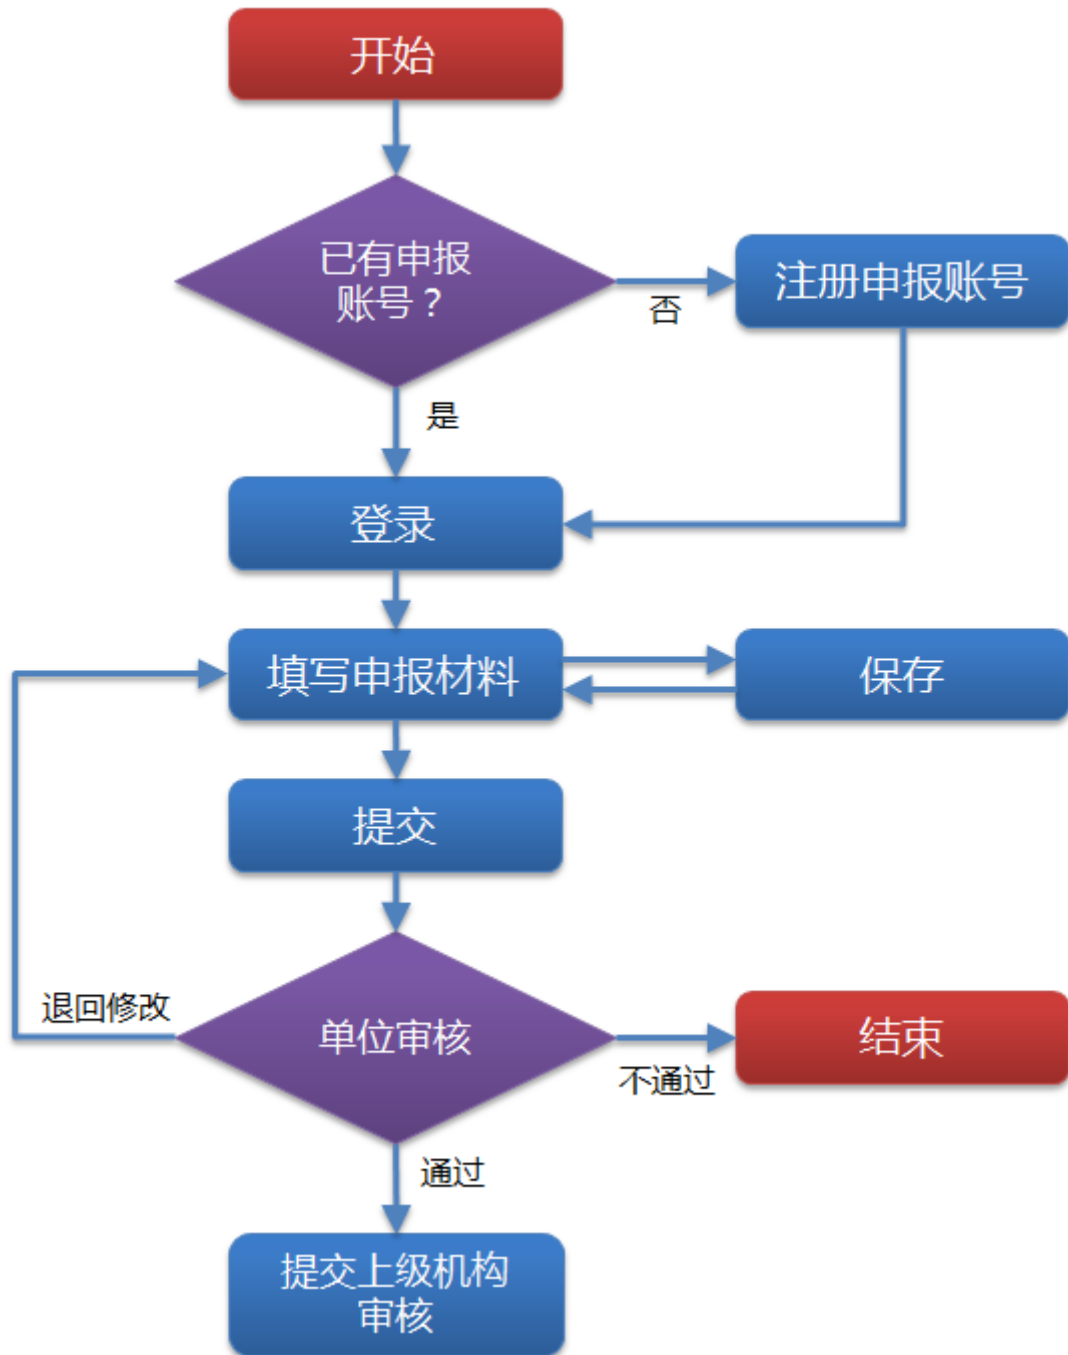 开始
已有申报
账号？
否
注册申报账号
是
登录
填写申报材料
保存
提交
退回修改
单位审核
不通过
结束
通过
提交上级机构
审核